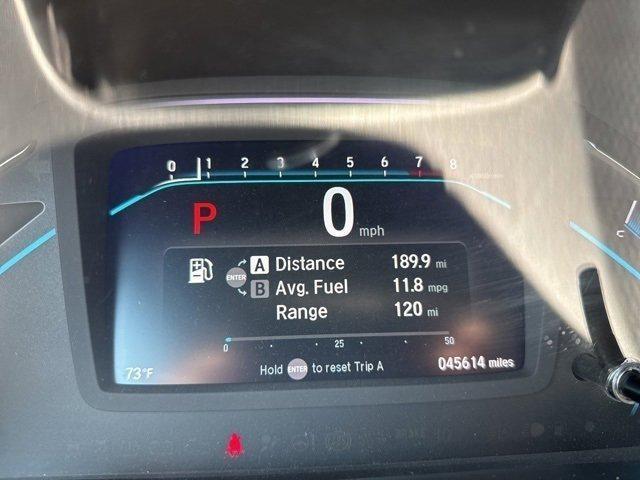 0 1 2 3 4 5 6 7 8
P 0 mph
ENTER A Distance 189.9 mi
B Avg. Fuel 11.8 mpg
Range 120 mi
0 25 50
73°F Hold ENTER to reset Trip A 045614 miles
C